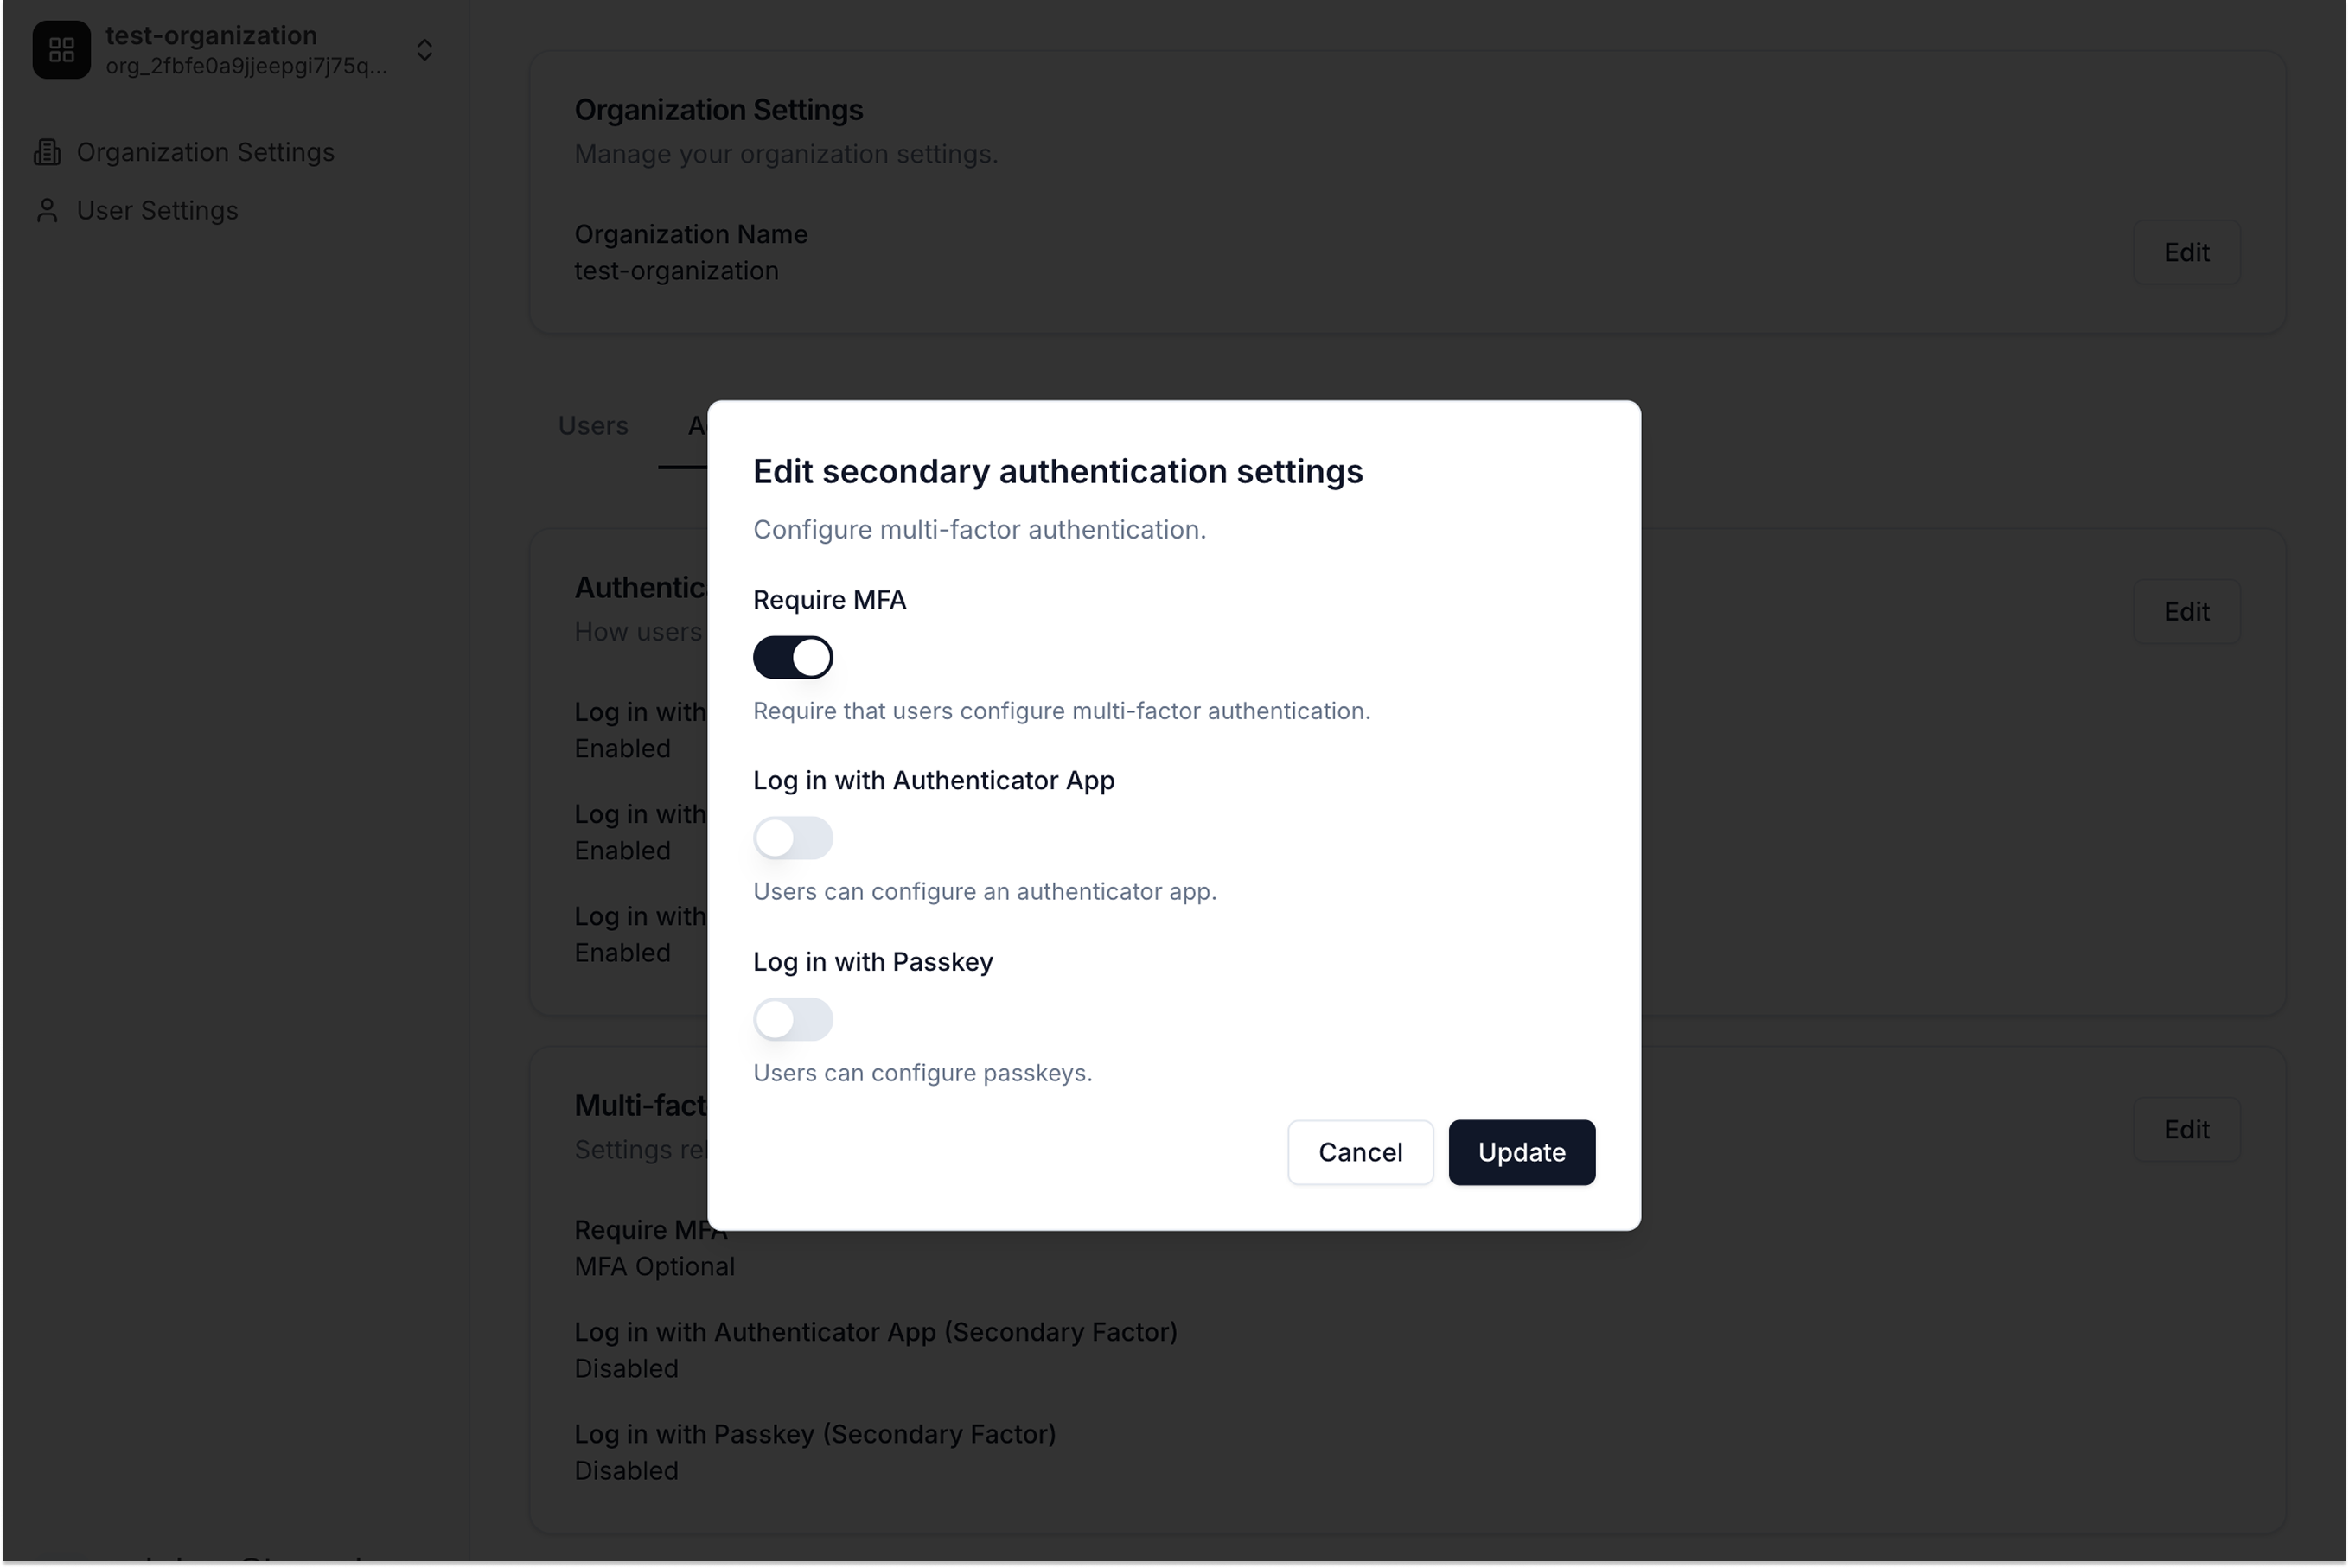 test-organization
org_2fbfe0a9jjeepgi7j75q...
Organization Settings
User Settings
Organization Settings
Manage your organization settings.
Organization Name
test-organization
Edit
Users
Edit secondary authentication settings
Configure multi-factor authentication.
Require MFA
Require that users configure multi-factor authentication.
Log in with Authenticator App
Users can configure an authenticator app.
Log in with Passkey
Users can configure passkeys.
Cancel
Update
How users
Edit
Log in with
Enabled
Log in with
Enabled
Log in with
Enabled
Settings
Edit
Require MFA
MFA Optional
Log in with Authenticator App (Secondary Factor)
Disabled
Log in with Passkey (Secondary Factor)
Disabled